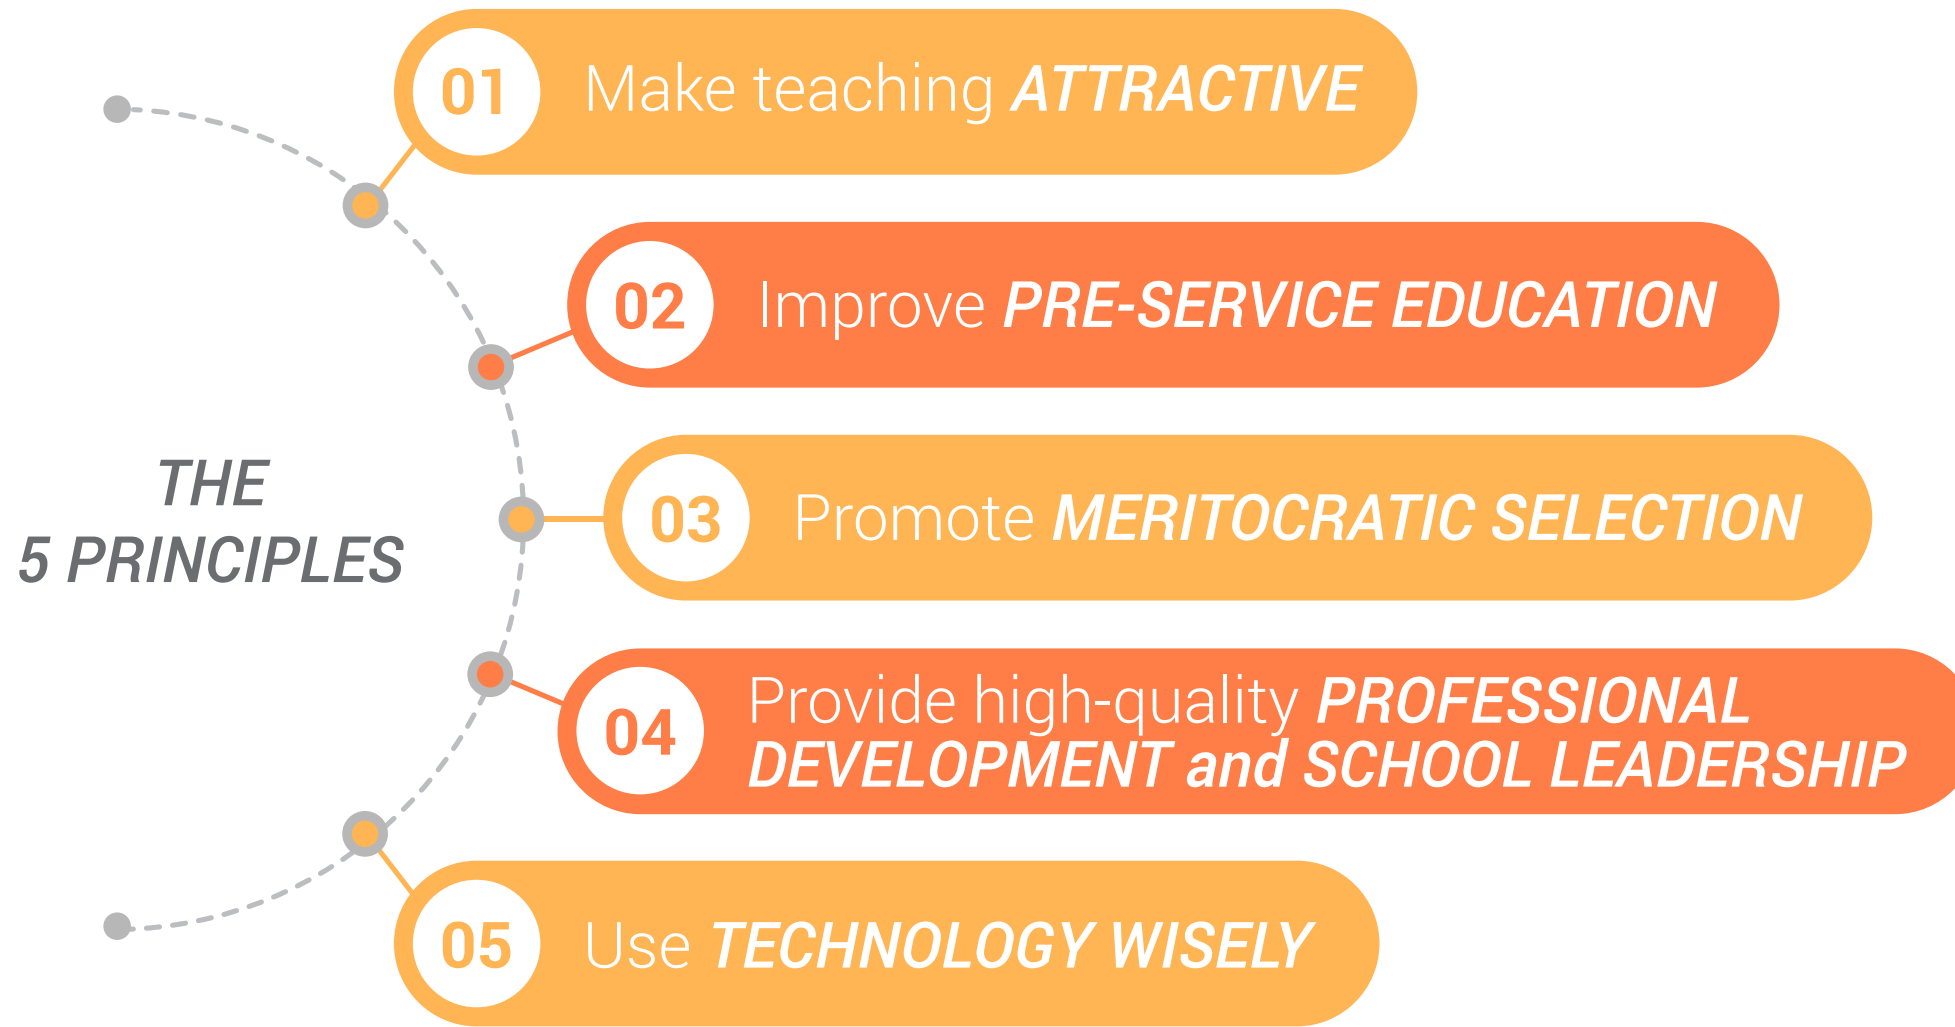 THE
5 PRINCIPLES
01 Make teaching ATTRACTIVE
02 Improve PRE-SERVICE EDUCATION
03 Promote MERITOCRATIC SELECTION
04 Provide high-quality PROFESSIONAL
DEVELOPMENT and SCHOOL LEADERSHIP
05 Use TECHNOLOGY WISELY